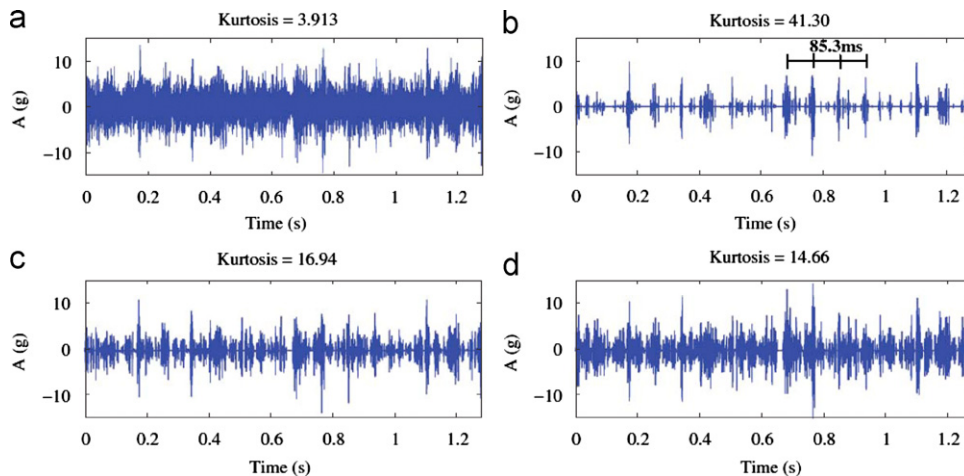 a
Kurtosis = 3.913
10
0
−10
A (g)
0 0.2 0.4 0.6 0.8 1 1.2
Time (s)
b
Kurtosis = 41.30
85.3ms
10
0
−10
A (g)
0 0.2 0.4 0.6 0.8 1 1.2
Time (s)
c
Kurtosis = 16.94
10
0
−10
A (g)
0 0.2 0.4 0.6 0.8 1 1.2
Time (s)
d
Kurtosis = 14.66
10
0
−10
A (g)
0 0.2 0.4 0.6 0.8 1 1.2
Time (s)